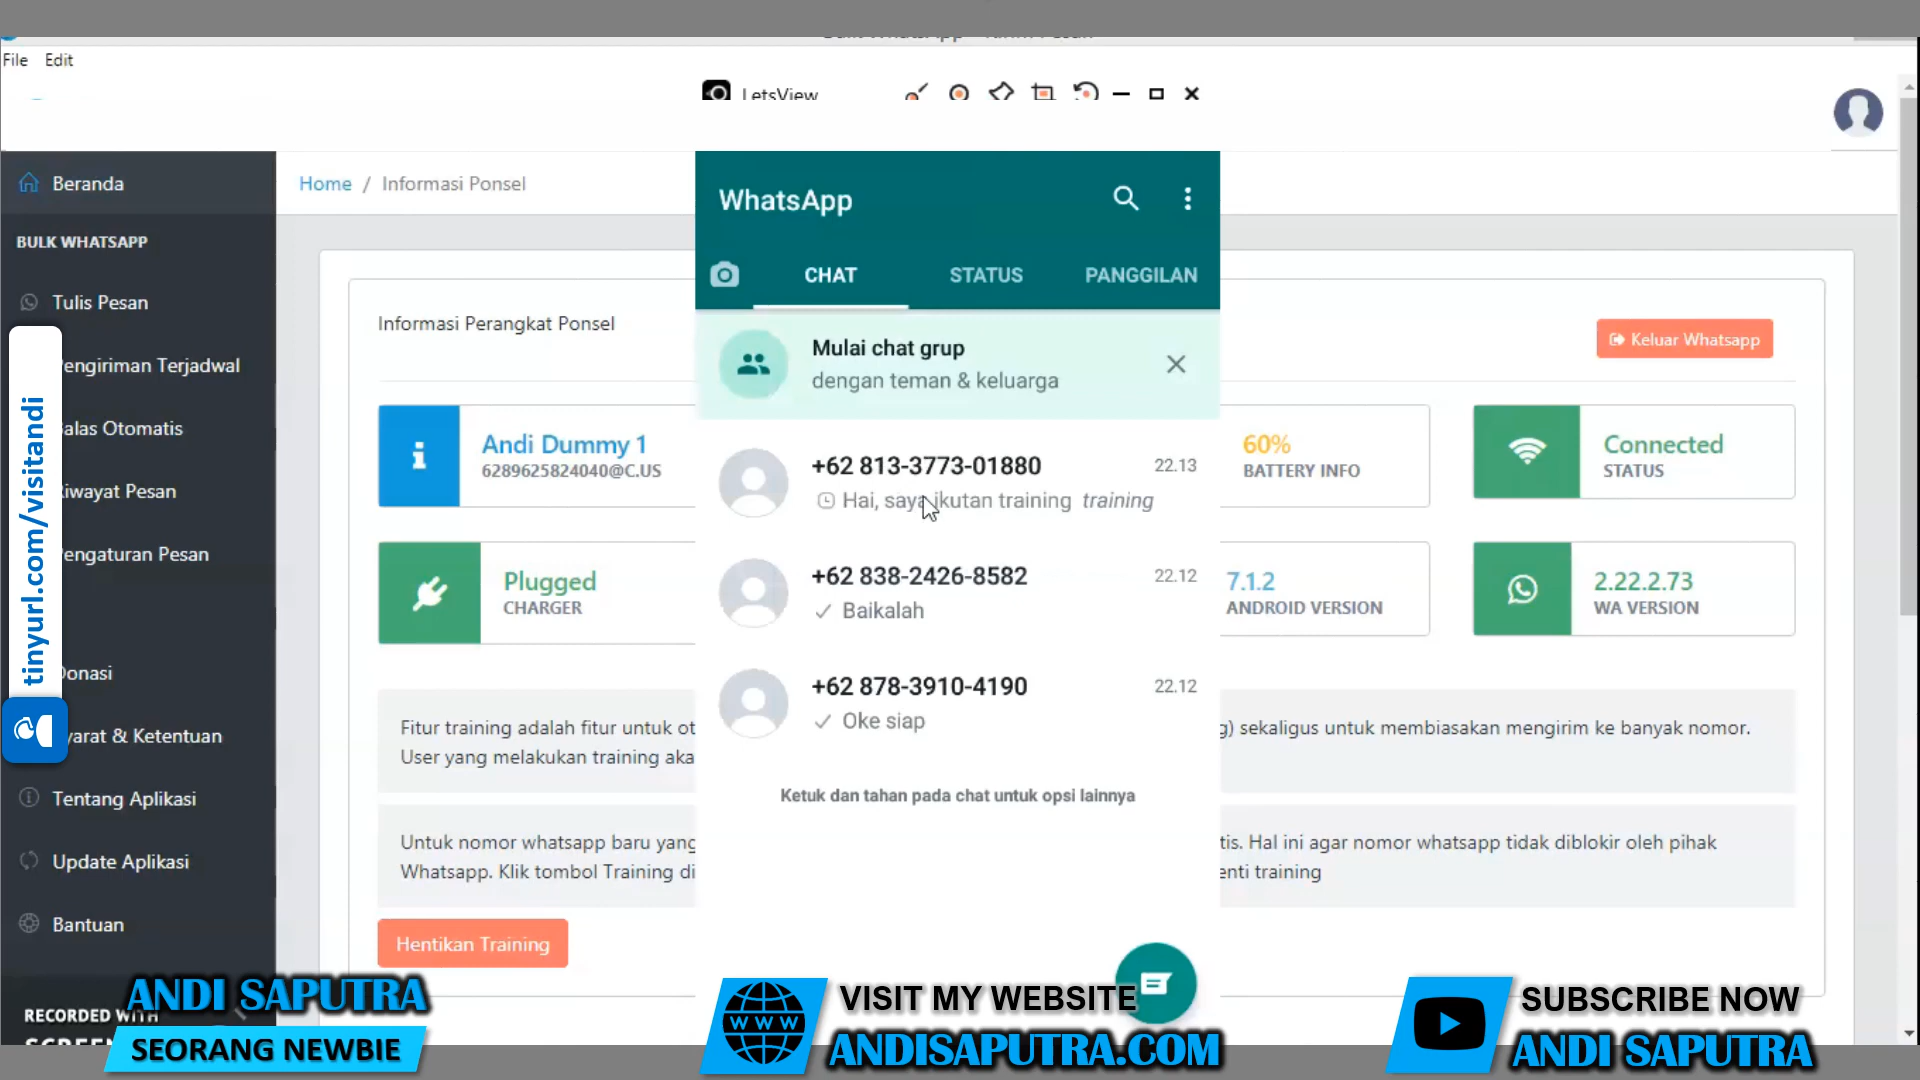 File Edit
LetsView
Beranda
BULK WHATSAPP
Tulis Pesan
engiriman Terjadwal
alas Otomatis
iwayat Pesan
engaturan Pesan
Donasi
yarat & Ketentuan
Tentang Aplikasi
Update Aplikasi
Bantuan
tinyurl.com/visitandi
Home / Informasi Ponsel
Informasi Perangkat Ponsel
Keluar Whatsapp
Andi Dummy 1
6289625824040@C.US
60%
BATTERY INFO
Connected
STATUS
Plugged
CHARGER
7.1.2
ANDROID VERSION
2.22.2.73
WA VERSION
WhatsApp
CHAT STATUS PANGGILAN
Mulai chat grup
dengan teman & keluarga
+62 813-3773-01880 22.13
Hai, saya ikutan training training
+62 838-2426-8582 22.12
Baikalah
+62 878-3910-4190 22.12
Oke siap
Ketuk dan tahan pada chat untuk opsi lainnya
Fitur training adalah fitur untuk ot g) sekaligus untuk membiasakan mengirim ke banyak nomor.
User yang melakukan training aka
Untuk nomor whatsapp baru yang tis. Hal ini agar nomor whatsapp tidak diblokir oleh pihak
Whatsapp. Klik tombol Training di enti training
Hentikan Training
RECORDED WITH
ANDI SAPUTRA
SEORANG NEWBIE
WWW
VISIT MY WEBSITE
ANDISAPUTRA.COM
SUBSCRIBE NOW
ANDI SAPUTRA